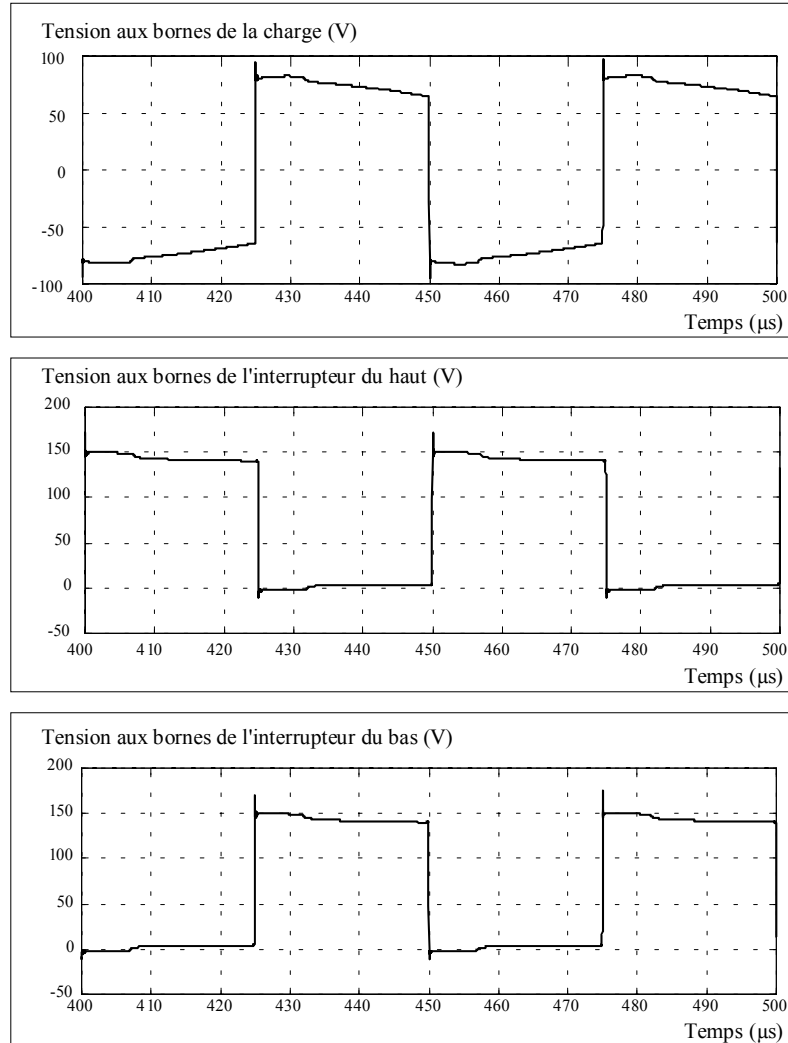 Tension aux bornes de la charge (V)
100
50
0
-50
-100
400 410 420 430 440 450 460 470 480 490 500
Temps (µs)
Tension aux bornes de l'interrupteur du haut (V)
200
150
100
50
0
-50
400 410 420 430 440 450 460 470 480 490 500
Temps (µs)
Tension aux bornes de l'interrupteur du bas (V)
200
150
100
50
0
-50
400 410 420 430 440 450 460 470 480 490 500
Temps (µs)